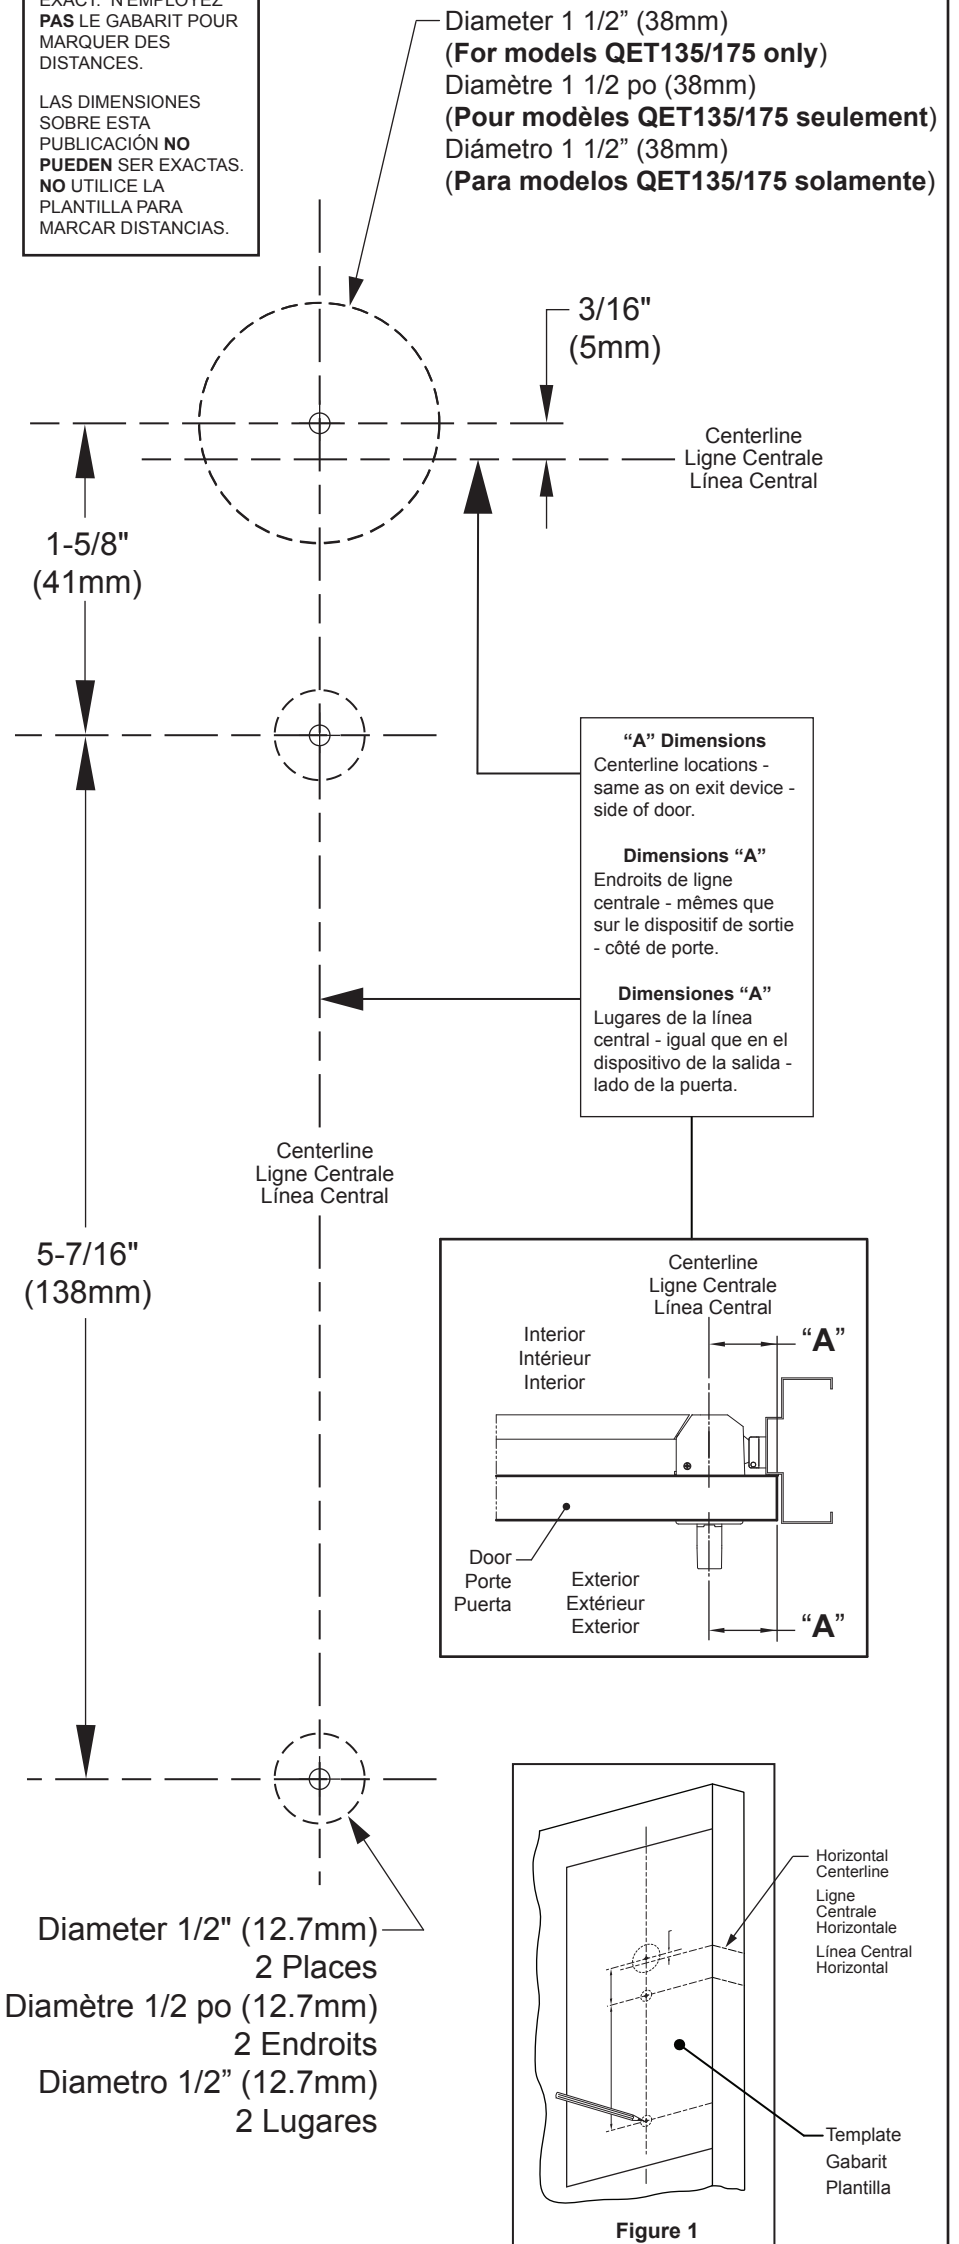 EXACT. N'EMPLOYEZ
PAS LE GABARIT POUR
MARQUER DES
DISTANCES.
LAS DIMENSIONES
SOBRE ESTA
PUBLICACIÓN NO
PUEDEN SER EXACTAS.
NO UTILICE LA
PLANTILLA PARA
MARCAR DISTANCIAS.
Diameter 1 1/2” (38mm)
(For models QET135/175 only)
Diamètre 1 1/2 po (38mm)
(Pour modèles QET135/175 seulement)
Diámetro 1 1/2” (38mm)
(Para modelos QET135/175 solamente)
3/16"
(5mm)
Centerline
Ligne Centrale
Línea Central
1-5/8"
(41mm)
“A” Dimensions
Centerline locations -
same as on exit device -
side of door.
Dimensions “A”
Endroits de ligne
centrale - mêmes que
sur le dispositif de sortie
- côté de porte.
Dimensiones “A”
Lugares de la línea
central - igual que en el
dispositivo de la salida -
lado de la puerta.
Centerline
Ligne Centrale
Línea Central
5-7/16"
(138mm)
Centerline
Ligne Centrale
Línea Central
“A”
Interior
Intérieur
Interior
Door
Porte
Puerta
Exterior
Extérieur
Exterior
“A”
Diameter 1/2" (12.7mm)
2 Places
Diamètre 1/2 po (12.7mm)
2 Endroits
Diametro 1/2” (12.7mm)
2 Lugares
Horizontal
Centerline
Ligne
Centrale
Horizontale
Línea Central
Horizontal
Template
Gabarit
Plantilla
Figure 1